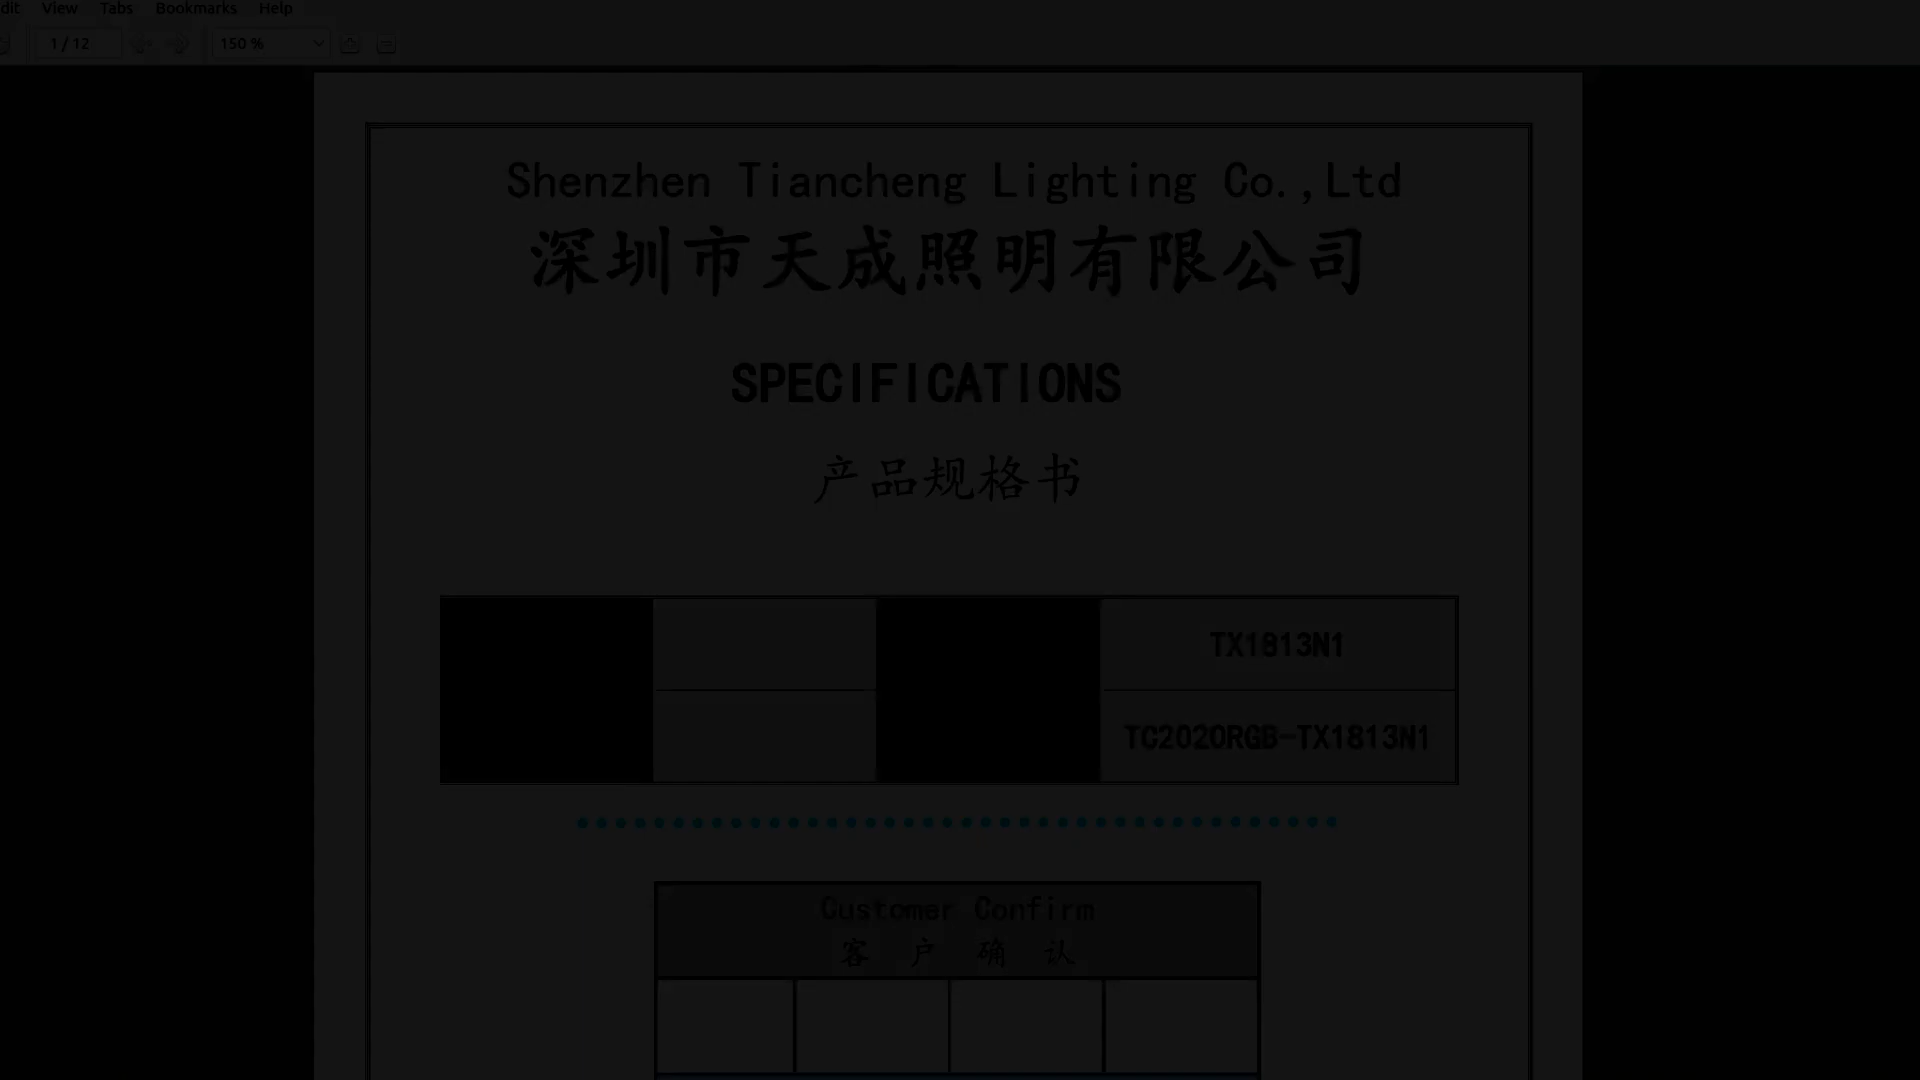 dit View Tabs Bookmarks Help
1 / 12 150 %
Shenzhen Tiancheng Lighting Co.,Ltd
深圳市天成照明有限公司
SPECIFICATIONS
产品规格书
TX1813N1
TC2020RGB-TX1813N1
Customer Confirm
客 户 确 认